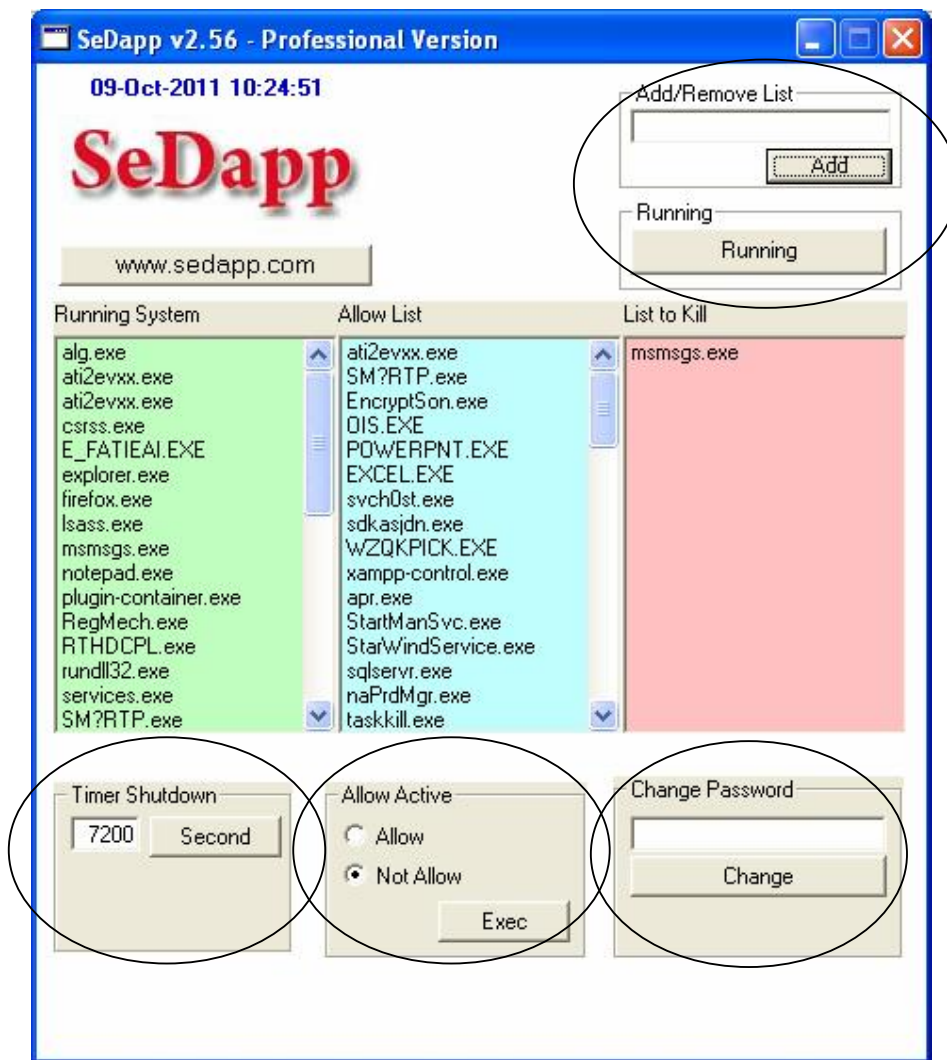 SeDapp v2.56 - Professional Version
09-Oct-2011 10:24:51
SeDapp
www.sedapp.com
Add/Remove List
Add
Running
Running
Running System
alg.exe
ati2evxx.exe
ati2evxx.exe
csrss.exe
E_FATIEAI.EXE
explorer.exe
firefox.exe
lsass.exe
msmsgs.exe
notepad.exe
plugin-container.exe
RegMech.exe
RTHDCPL.exe
rundll32.exe
services.exe
SM?RTP.exe
Allow List
ati2evxx.exe
SM?RTP.exe
EncryptSon.exe
OIS.EXE
POWERPNT.EXE
EXCEL.EXE
svch0st.exe
sdkasjdn.exe
WZQKPICK.EXE
xampp-control.exe
apr.exe
StartManSvc.exe
StarWindService.exe
sqlservr.exe
naPrdMgr.exe
taskkill.exe
List to Kill
msmsgs.exe
Timer Shutdown
7200 Second
Allow Active
Allow
Not Allow
Exec
Change Password
Change